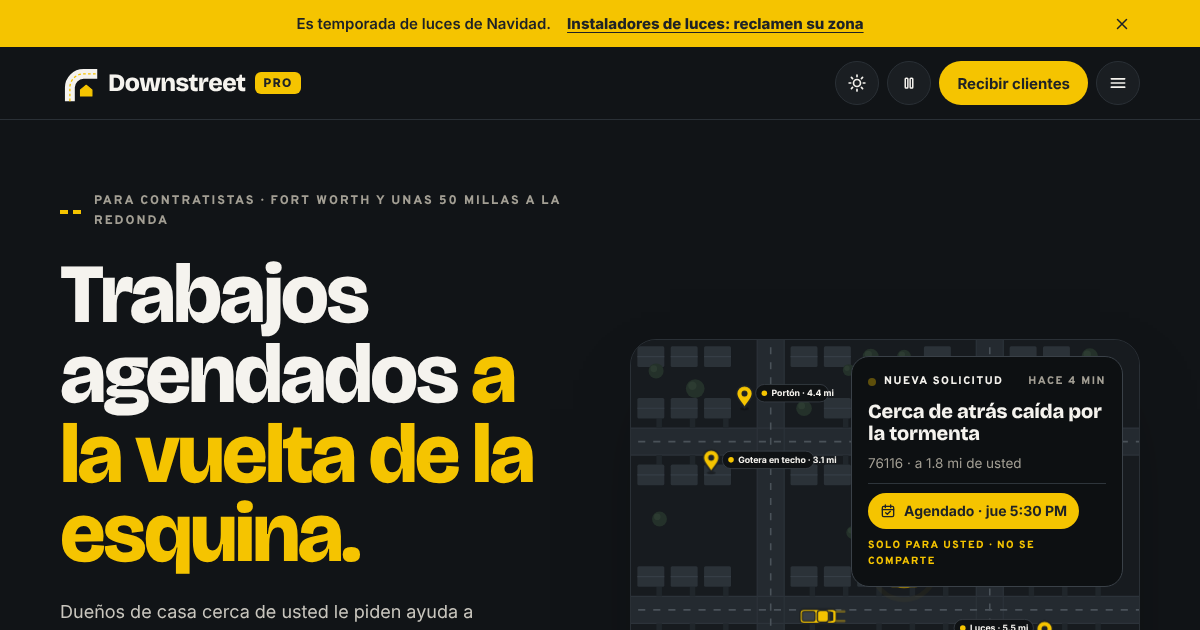 Es temporada de luces de Navidad. Instaladores de luces: reclamen su zona
Downstreet PRO
Recibir clientes
PARA CONTRATISTAS · FORT WORTH Y UNAS 50 MILLAS A LA
REDONDA
Trabajos
agendados a
la vuelta de la
esquina.
Dueños de casa cerca de usted le piden ayuda a
Portón · 4.4 mi
Gotera en techo · 3.1 mi
NUEVA SOLICITUD HACE 4 MIN
Cerca de atrás caída por
la tormenta
76116 · a 1.8 mi de usted
Agendado · jue 5:30 PM
SOLO PARA USTED · NO SE
COMPARTE
Luces · 5.5 mi